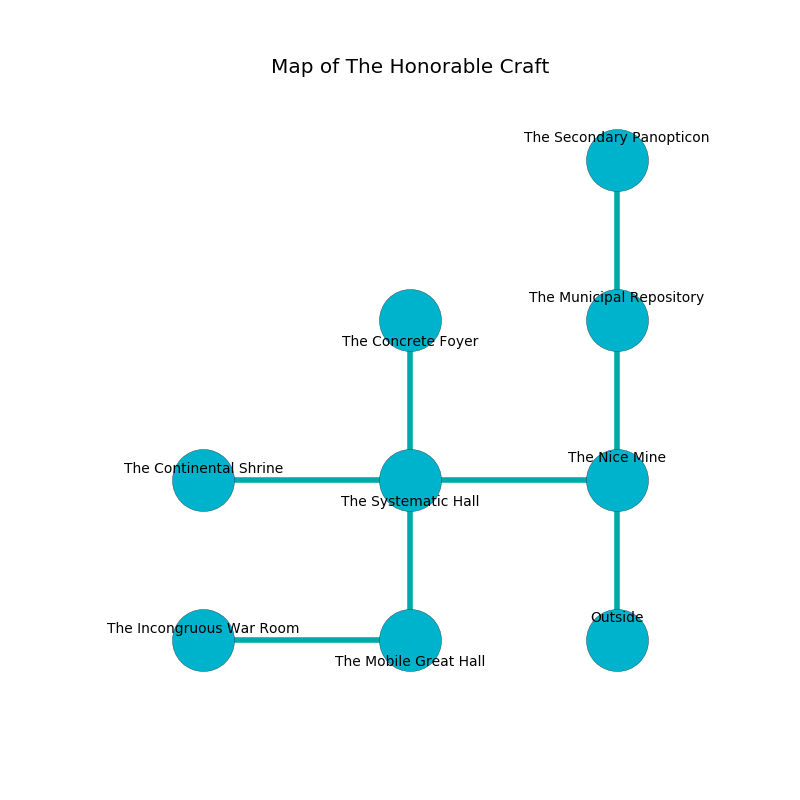 Map of The Honorable Craft
The Secondary Panopticon
The Municipal Repository
The Concrete Foyer
The Nice Mine
The Continental Shrine
The Systematic Hall
Outside
The Incongruous War Room
The Mobile Great Hall